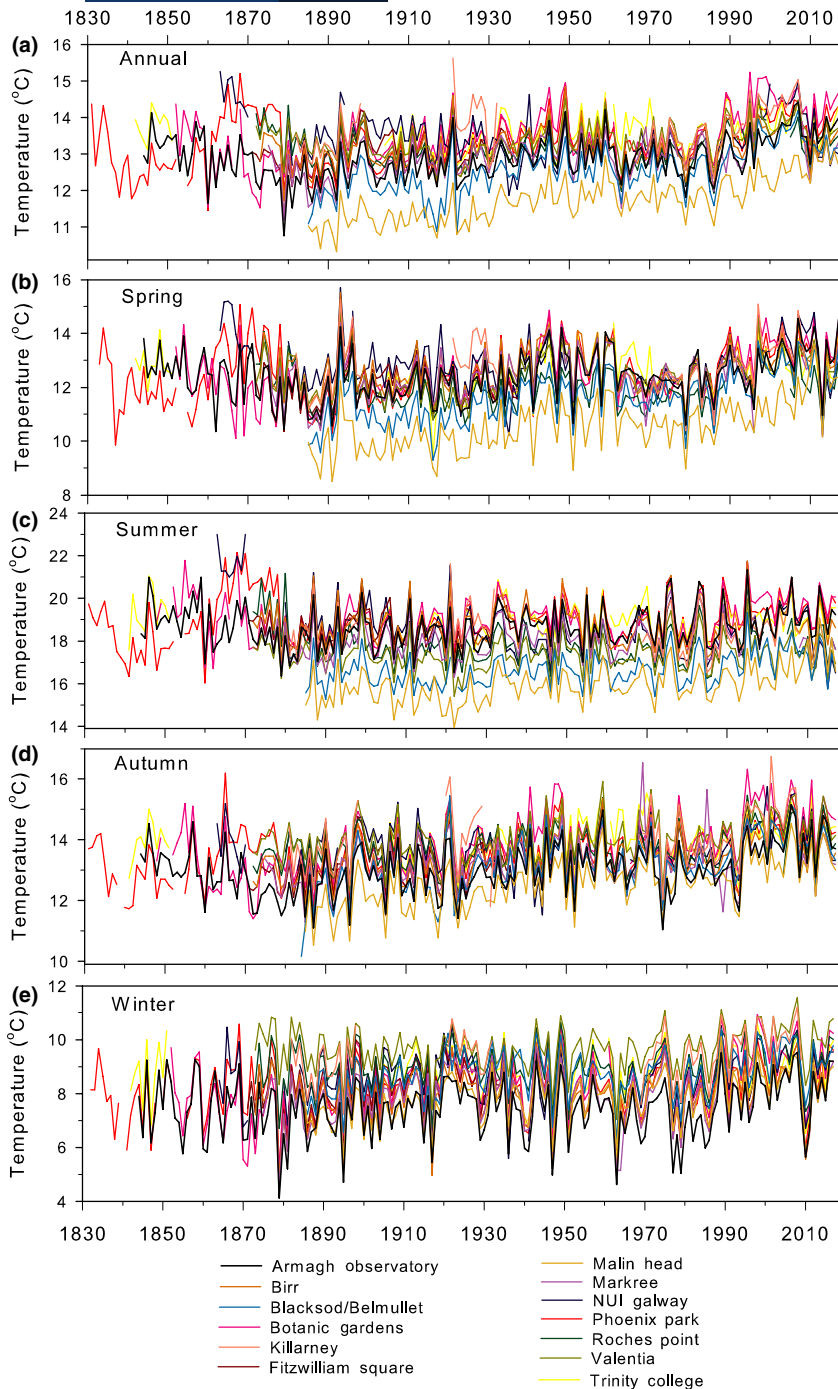 1830 1850 1870 1890 1910 1930 1950 1970 1990 2010
(a)
Annual
Temperature (°C)
16
15
14
13
12
11
(b)
Spring
Temperature (°C)
16
14
12
10
8
(c)
Summer
Temperature (°C)
24
22
20
18
16
14
(d)
Autumn
Temperature (°C)
16
14
12
10
(e)
Winter
Temperature (°C)
12
10
8
6
4
1830 1850 1870 1890 1910 1930 1950 1970 1990 2010
Armagh observatory
Birr
Blacksod/Belmullet
Botanic gardens
Killarney
Fitzwilliam square
Malin head
Markree
NUI galway
Phoenix park
Roches point
Valentia
Trinity college